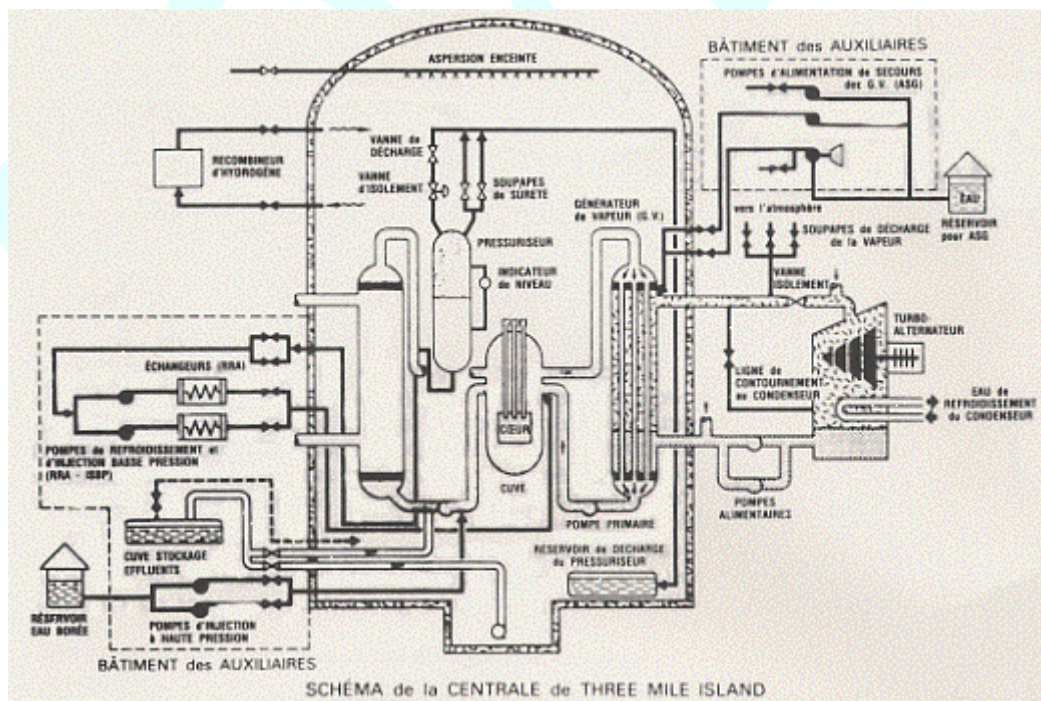 BÂTIMENT des AUXILIAIRES
ASPERSION ENCEINTE
POMPES d'ALIMENTATION de SECOURS
des G.V. (ASG)
VANNE de
DÉCHARGE
RECOMBINEUR
d'HYDROGÈNE
VANNE
d'ISOLEMENT
SOUPAPES
de SÛRETÉ
GÉNÉRATEUR
de VAPEUR (G.V.)
EAU
RÉSERVOIR
pour ASG
vers l'atmosphère
SOUPAPES de DÉCHARGE
de la VAPEUR
PRESSURISEUR
INDICATEUR
de NIVEAU
VANNE
ISOLEMENT
TURBO-
ALTERNATEUR
ÉCHANGEURS (RRA)
LIGNE de
CONTOURNEMENT
au CONDENSEUR
EAU de
REFROIDISSEMENT
du CONDENSEUR
CŒUR
POMPES de REFROIDISSEMENT et
d'INJECTION BASSE PRESSION
(RRA - ISBP)
CUVE
POMPE PRIMAIRE
POMPES
ALIMENTAIRES
CUVE STOCKAGE
EFFLUENTS
RÉSERVOIR de DÉCHARGE
du PRESSURISEUR
RÉSERVOIR
EAU BORÉE
POMPES d'INJECTION
à HAUTE PRESSION
BÂTIMENT des AUXILIAIRES
SCHÉMA de la CENTRALE de THREE MILE ISLAND